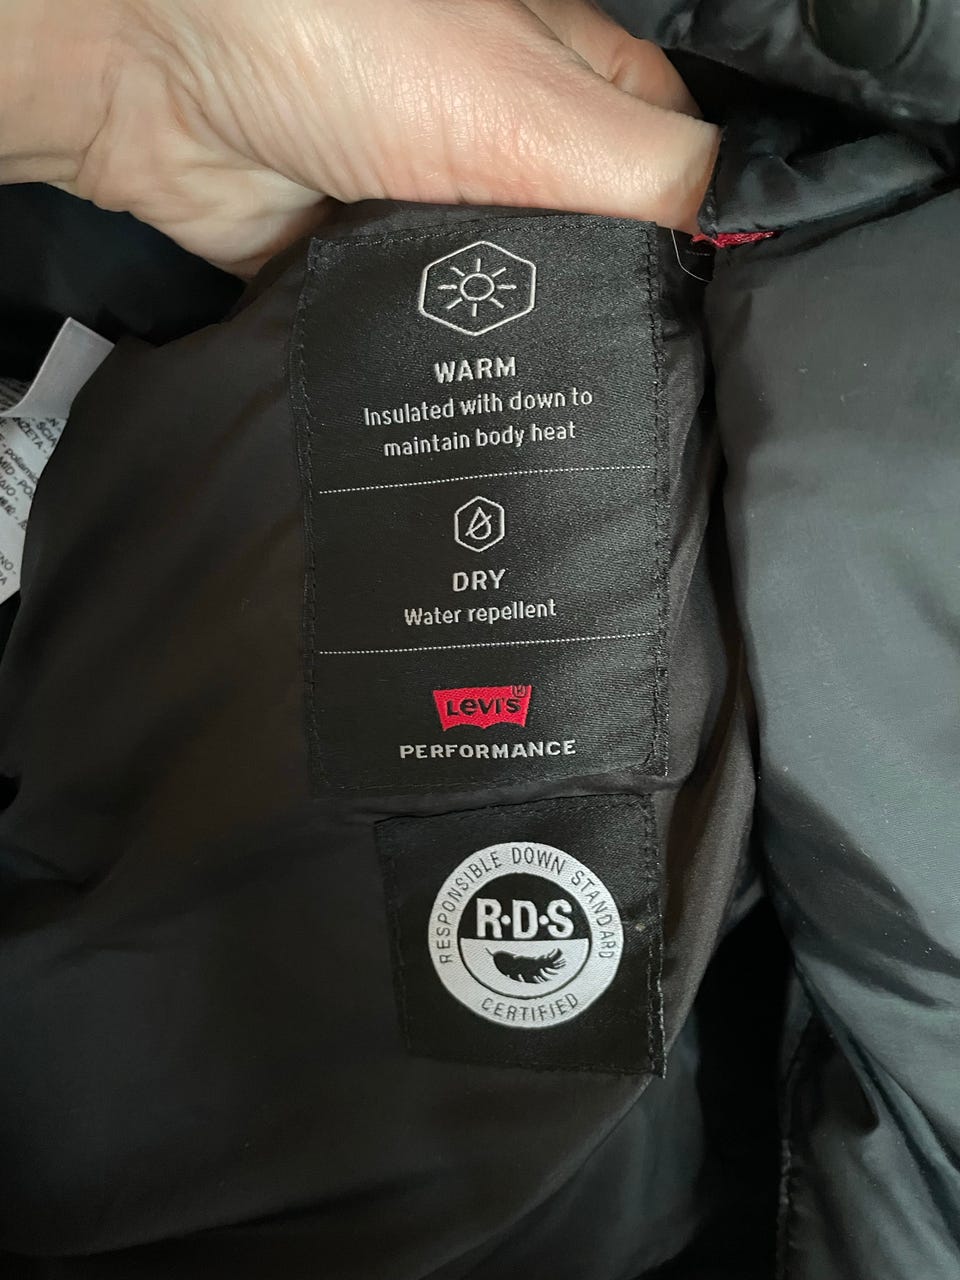 WARM
Insulated with down to
maintain body heat
DRY
Water repellent
Levi's®
PERFORMANCE
RESPONSIBLE DOWN STANDARD
R·D·S
CERTIFIED